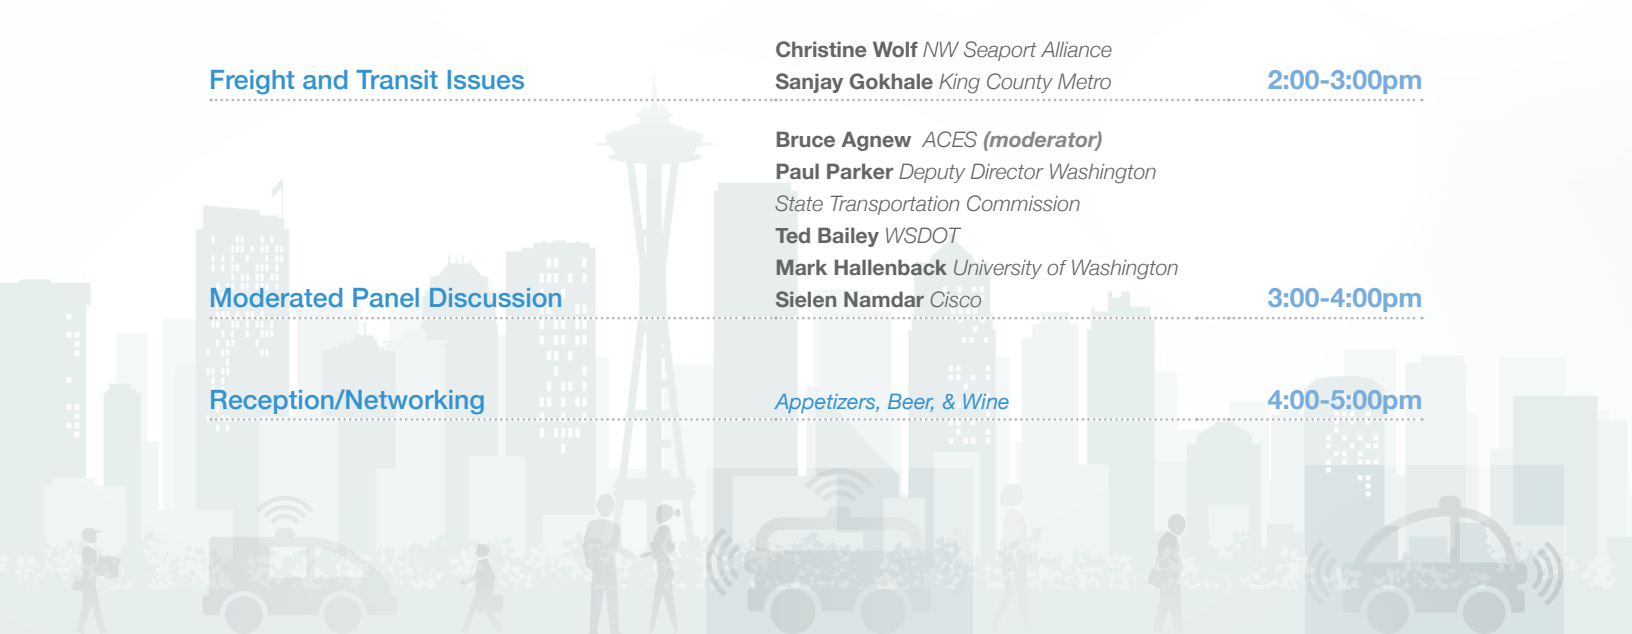 Christine Wolf NW Seaport Alliance
Freight and Transit Issues
Sanjay Gokhale King County Metro
2:00-3:00pm
Bruce Agnew ACES (moderator)
Paul Parker Deputy Director Washington
State Transportation Commission
Ted Bailey WSDOT
Mark Hallenback University of Washington
Moderated Panel Discussion
Sielen Namdar Cisco
3:00-4:00pm
Reception/Networking
Appetizers, Beer, & Wine
4:00-5:00pm